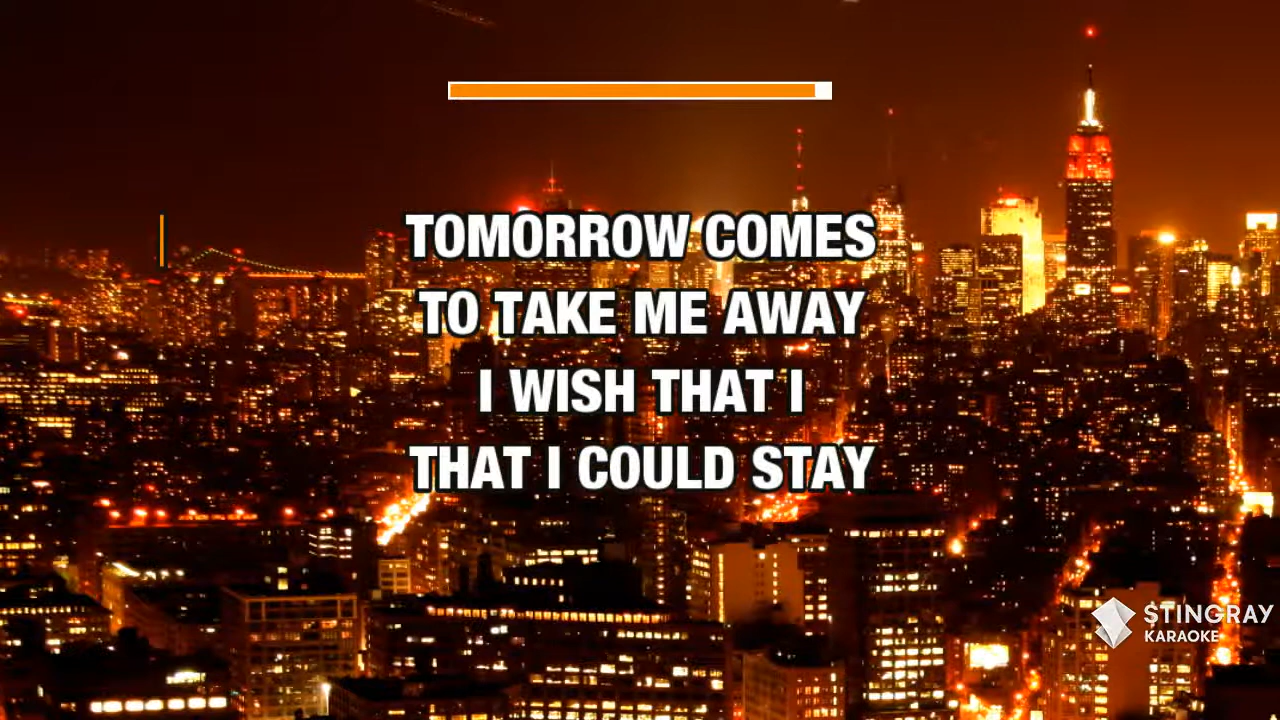 TOMORROW COMES
TO TAKE ME AWAY
I WISH THAT I
THAT I COULD STAY
STINGRAY
KARAOKE